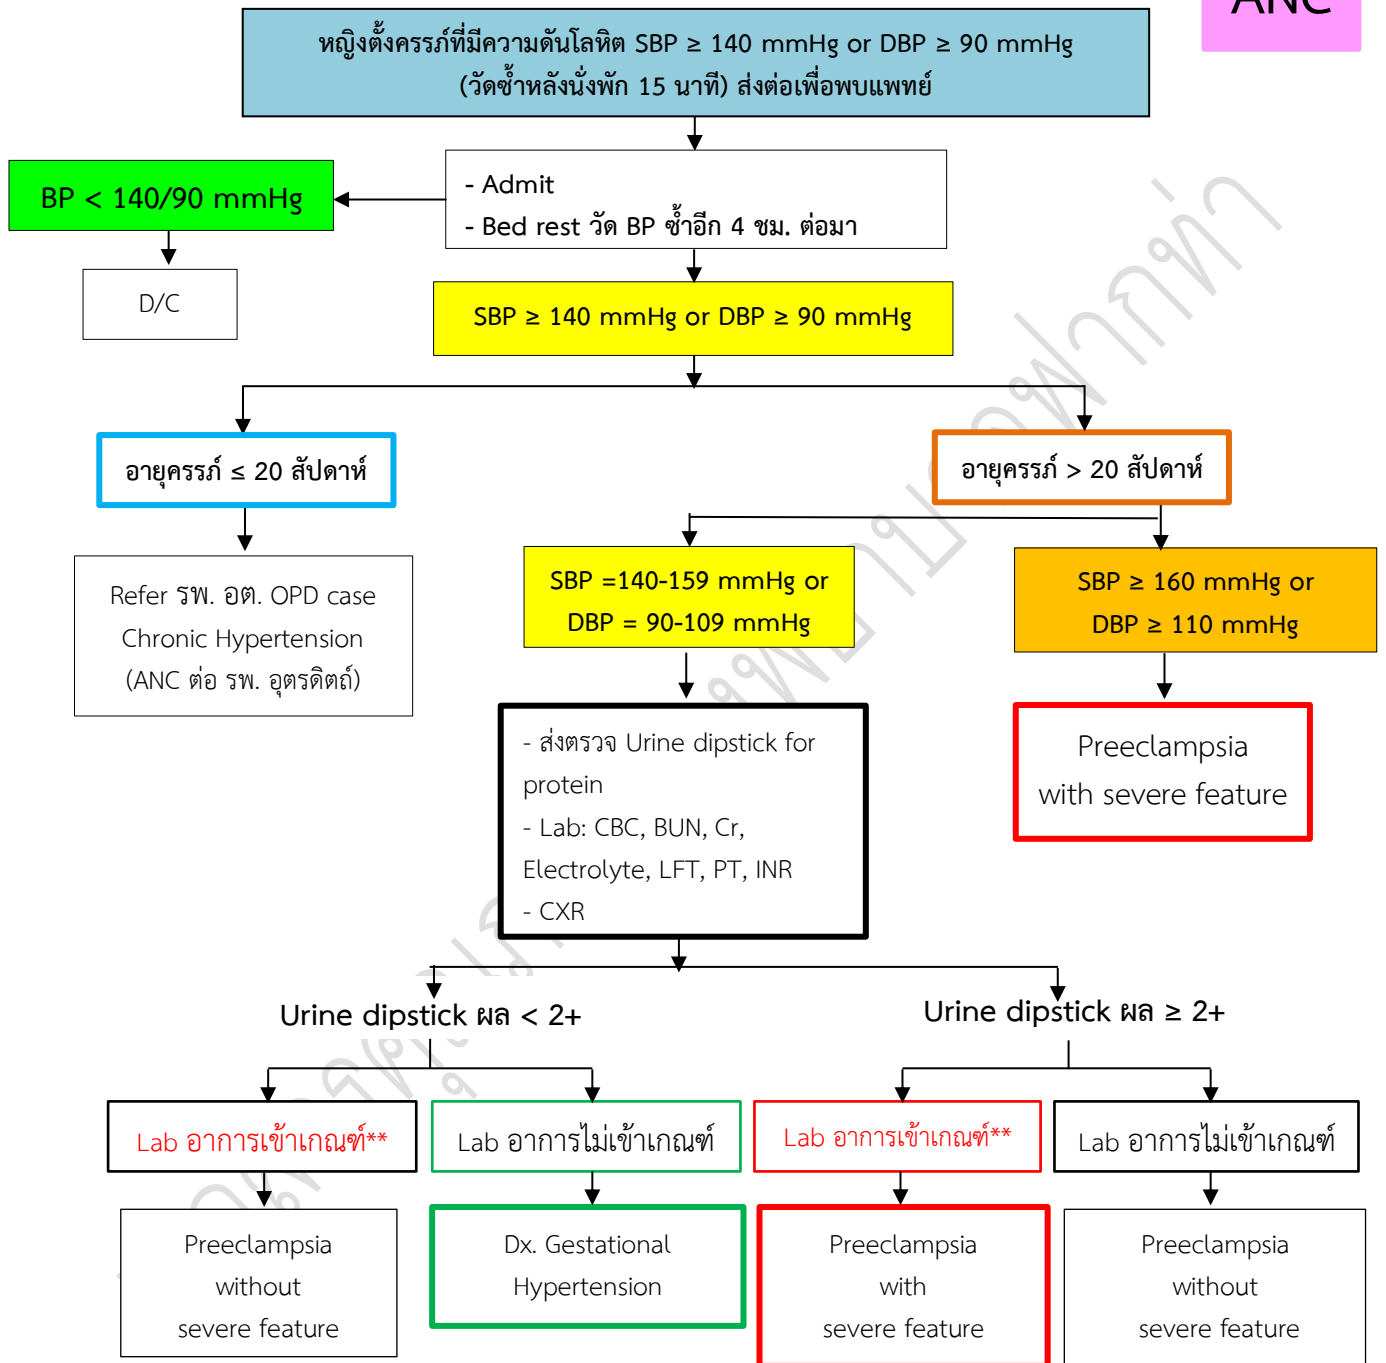 ANC
หญิงตั้งครรภ์ที่มีความดันโลหิต SBP ≥ 140 mmHg or DBP ≥ 90 mmHg
(วัดซ้ำหลังนั่งพัก 15 นาที) ส่งต่อเพื่อพบแพทย์
BP < 140/90 mmHg
- Admit
- Bed rest วัด BP ซ้ำอีก 4 ชม. ต่อมา
D/C
SBP ≥ 140 mmHg or DBP ≥ 90 mmHg
อายุครรภ์ ≤ 20 สัปดาห์
อายุครรภ์ > 20 สัปดาห์
Refer รพ. อต. OPD case
Chronic Hypertension
(ANC ต่อ รพ. อุตรดิตถ์)
SBP =140-159 mmHg or
DBP = 90-109 mmHg
SBP ≥ 160 mmHg or
DBP ≥ 110 mmHg
- ส่งตรวจ Urine dipstick for
protein
- Lab: CBC, BUN, Cr,
Electrolyte, LFT, PT, INR
- CXR
Preeclampsia
with severe feature
Urine dipstick ผล < 2+
Urine dipstick ผล ≥ 2+
Lab อาการเข้าเกณฑ์**
Lab อาการไม่เข้าเกณฑ์
Lab อาการเข้าเกณฑ์**
Lab อาการไม่เข้าเกณฑ์
Preeclampsia
without
severe feature
Dx. Gestational
Hypertension
Preeclampsia
with
severe feature
Preeclampsia
without
severe feature